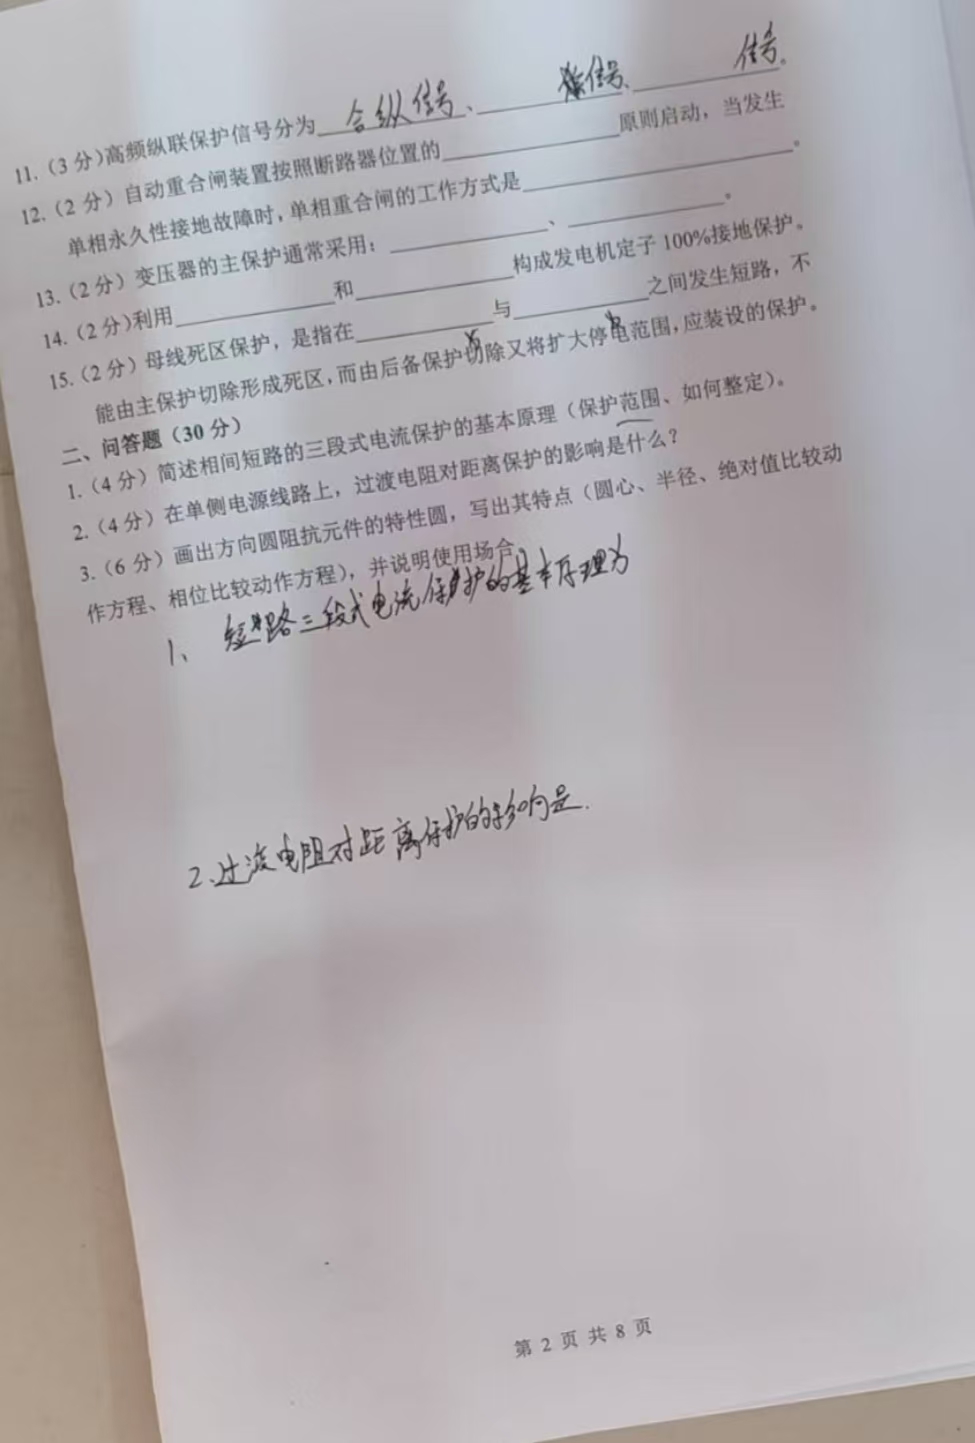 11.（3 分）高频纵联保护信号分为 合纵信号、 信号、 信号。
12.（2 分）自动重合闸装置按照断路器位置的 原则启动，当发生
单相永久性接地故障时，单相重合闸的工作方式是 。
13.（2 分）变压器的主保护通常采用： 、 。
14.（2 分）利用 和 构成发电机定子 100%接地保护。
15.（2 分）母线死区保护，是指在 与 之间发生短路，不
能由主保护切除形成死区，而由后备保护切除又将扩大停电范围，应装设的保护。
二、问答题（30 分）
1.（4 分）简述相间短路的三段式电流保护的基本原理（保护范围、如何整定）。
2.（4 分）在单侧电源线路上，过渡电阻对距离保护的影响是什么？
3.（6 分）画出方向圆阻抗元件的特性圆，写出其特点（圆心、半径、绝对值比较动
作方程、相位比较动作方程），并说明使用场合。
1、短路三段式电流保护的基本原理为
2、过渡电阻对距离保护的影响是.
第 2 页 共 8 页